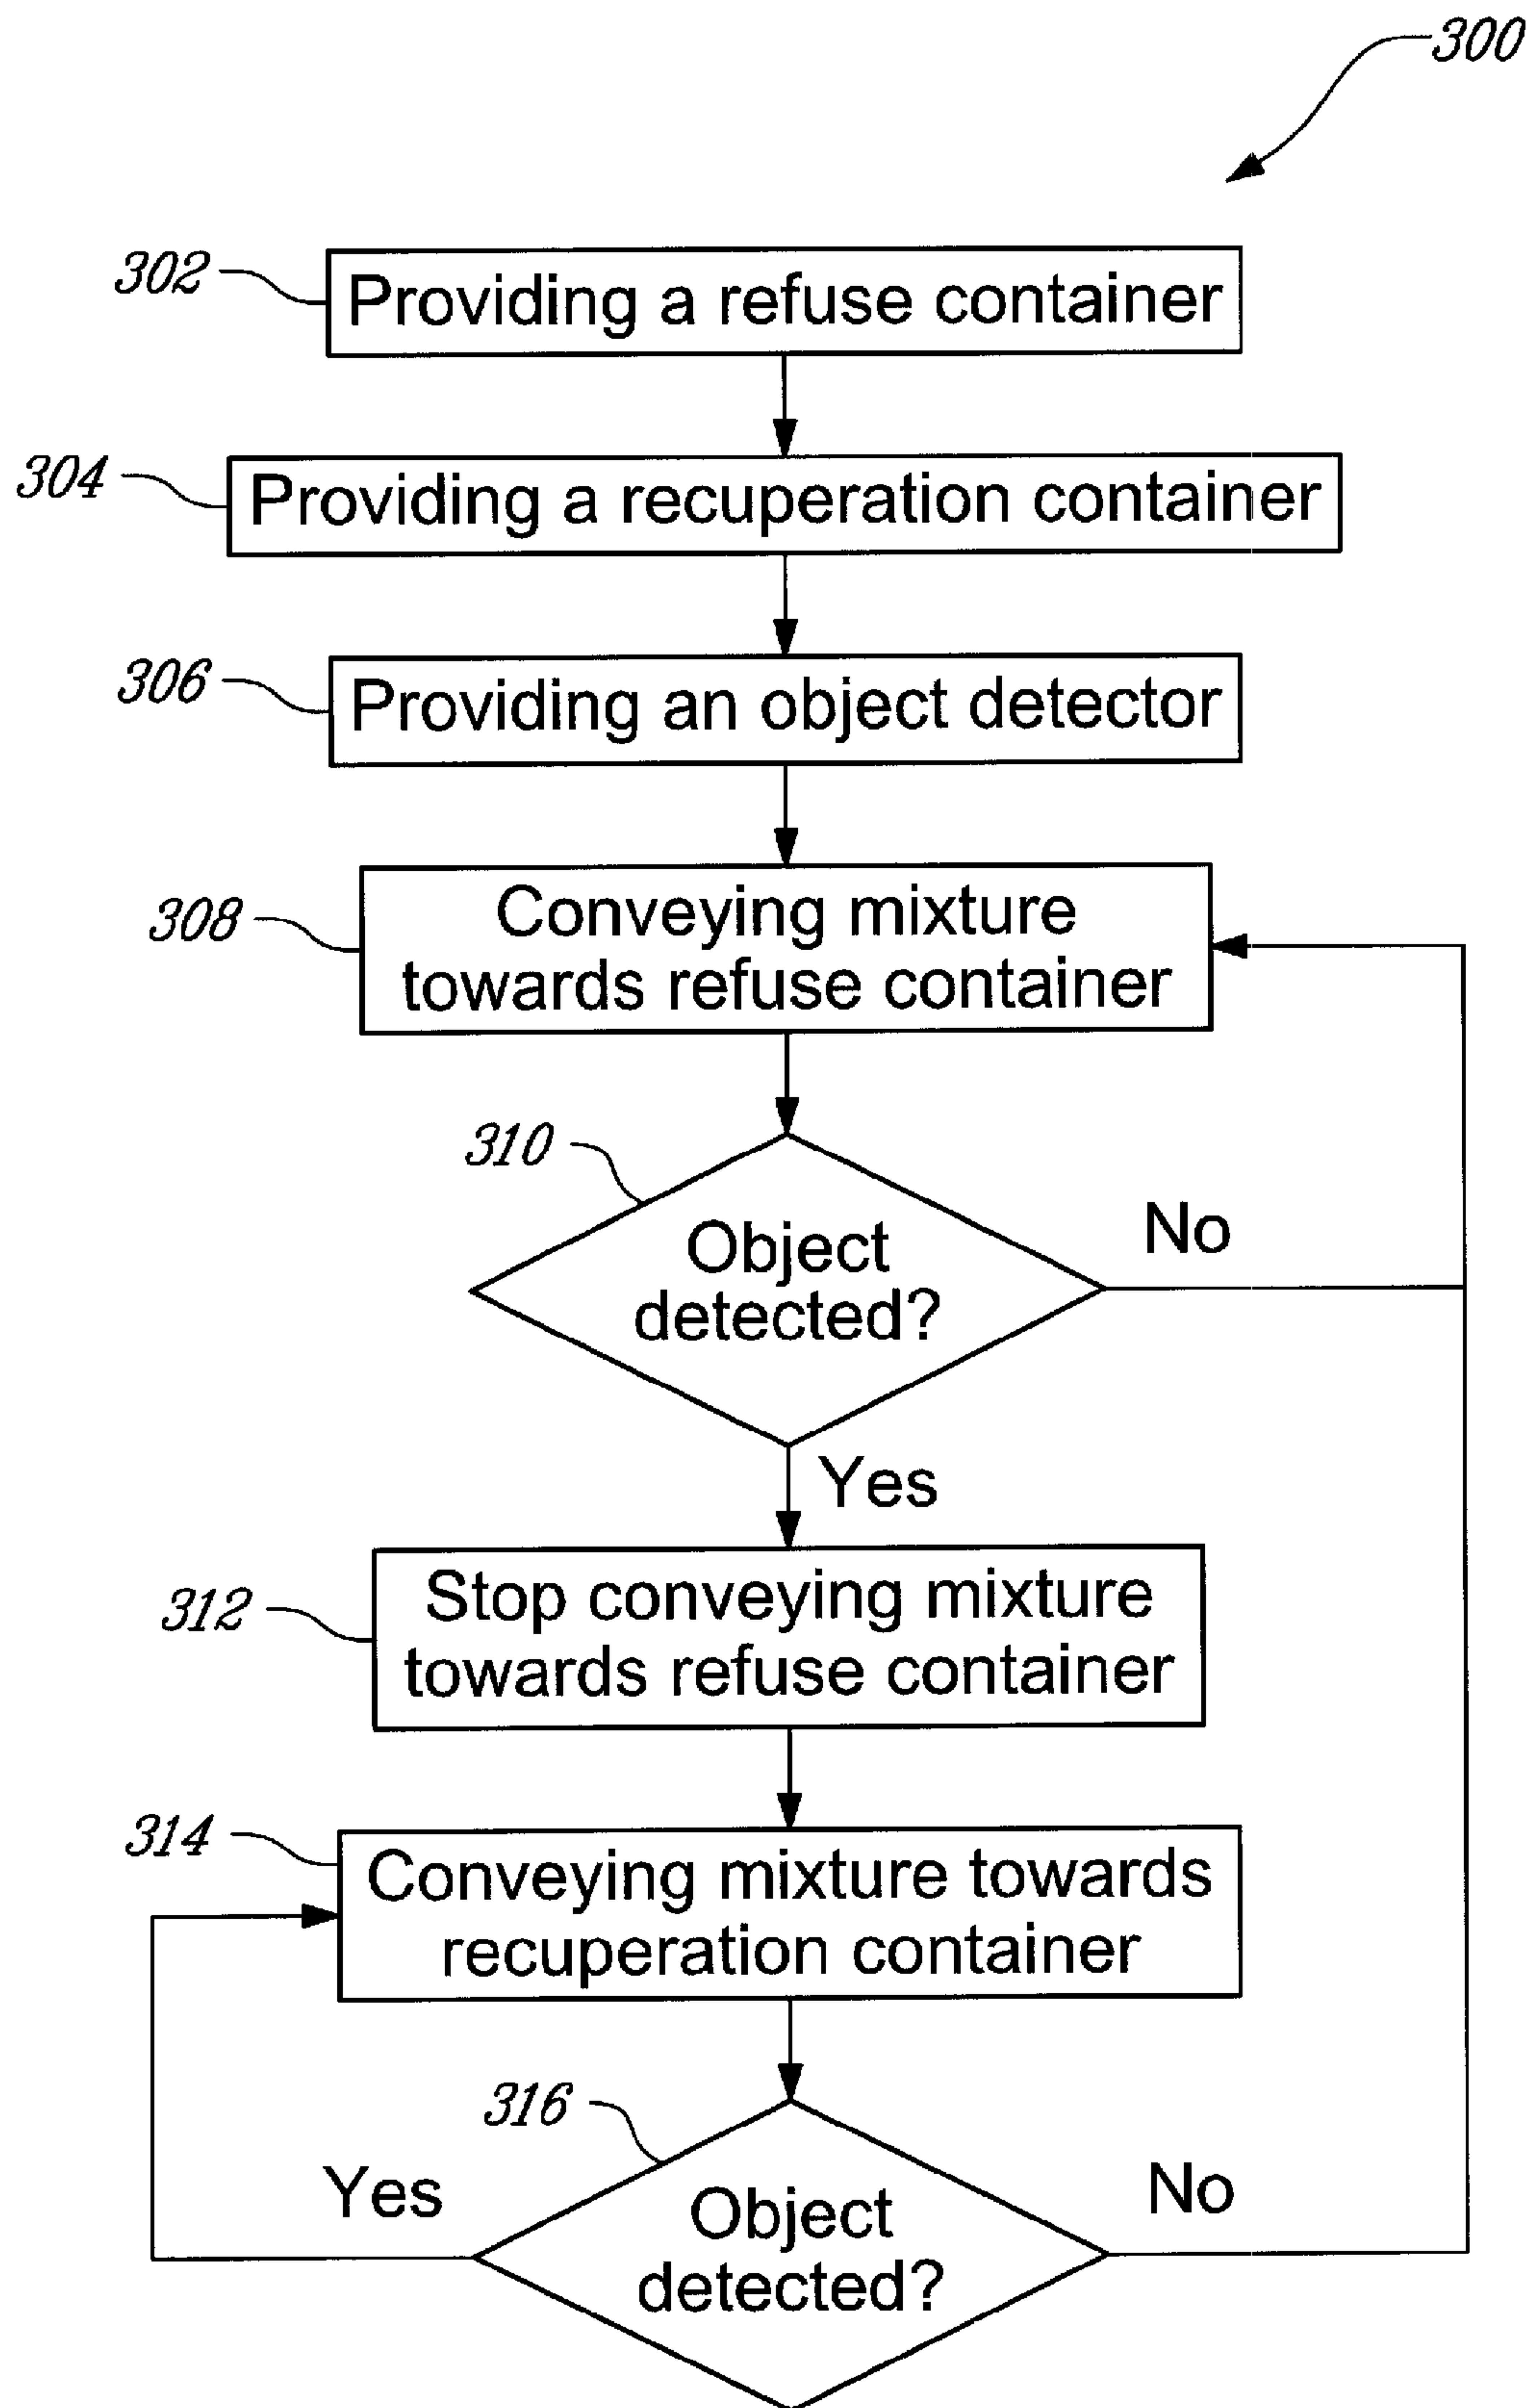 300
302
Providing a refuse container
304
Providing a recuperation container
306
Providing an object detector
308
Conveying mixture
towards refuse container
310
Object
detected?
No
Yes
312
Stop conveying mixture
towards refuse container
314
Conveying mixture towards
recuperation container
316
Yes
Object
detected?
No